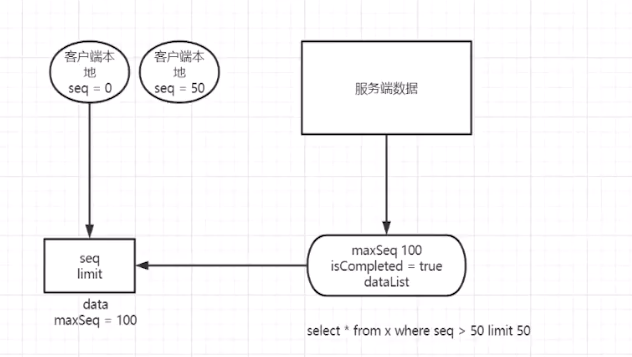 客户端本
地
seq = 0
客户端本
地
seq = 50
服务端数据
seq
limit
data
maxSeq = 100
maxSeq 100
isCompleted = true
dataList
select * from x where seq > 50 limit 50